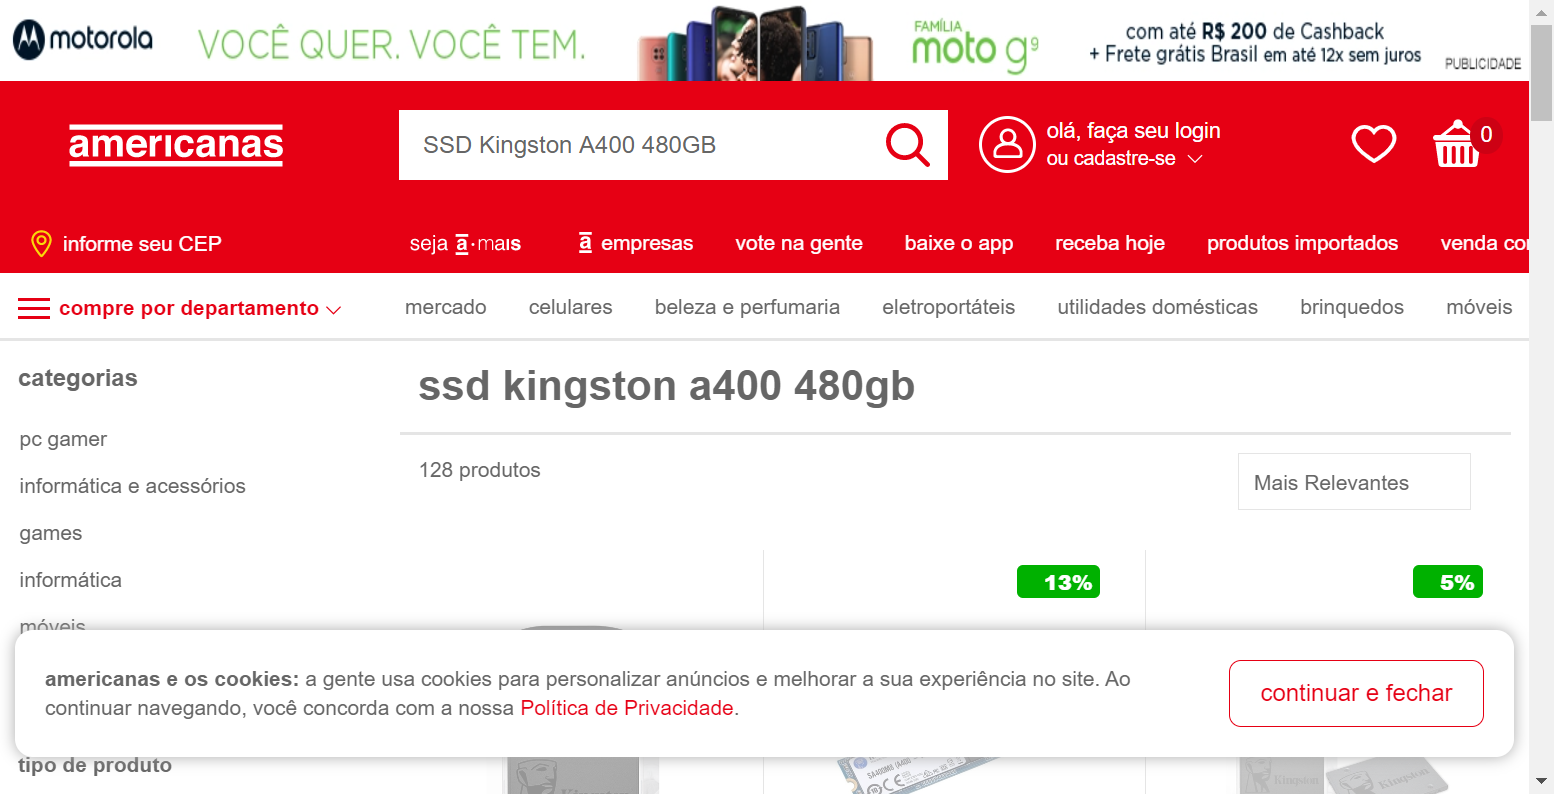 motorola
VOCÊ QUER. VOCÊ TEM.
FAMÍLIA
moto g9
com até R$ 200 de Cashback
+ Frete grátis Brasil em até 12x sem juros
PUBLICIDADE
americanas
SSD Kingston A400 480GB
olá, faça seu login
ou cadastre-se
0
informe seu CEP
seja a·mais
a empresas
vote na gente
baixe o app
receba hoje
produtos importados
venda
compre por departamento
mercado
celulares
beleza e perfumaria
eletroportáteis
utilidades domésticas
brinquedos
móveis
categorias
ssd kingston a400 480gb
pc gamer
informática e acessórios
games
informática
móveis
128 produtos
Mais Relevantes
13%
5%
americanas e os cookies: a gente usa cookies para personalizar anúncios e melhorar a sua experiência no site. Ao
continuar navegando, você concorda com a nossa Política de Privacidade.
continuar e fechar
tipo de produto
Kingston
Kingston